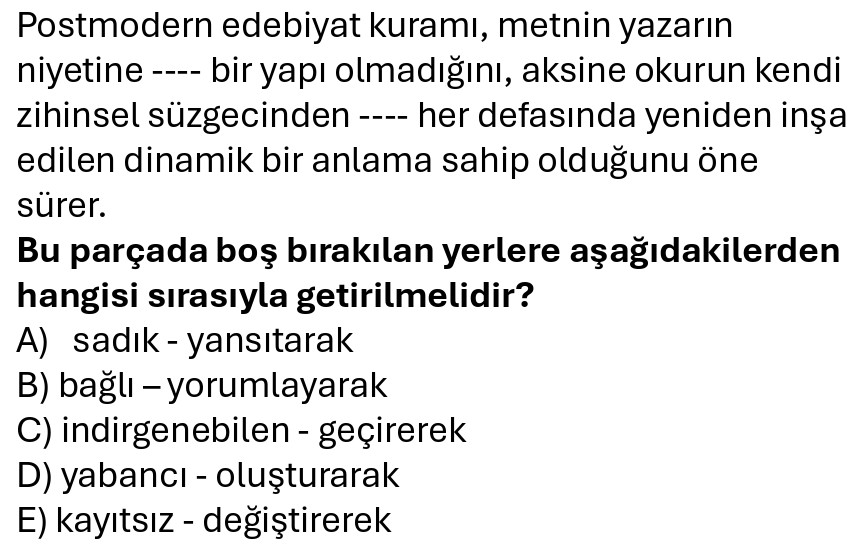 Postmodern edebiyat kuramı, metnin yazarın
niyetine ---- bir yapı olmadığını, aksine okurun kendi
zihinsel süzgecinden ---- her defasında yeniden inşa
edilen dinamik bir anlama sahip olduğunu öne
sürer.
Bu parçada boş bırakılan yerlere aşağıdakilerden
hangisi sırasıyla getirilmelidir?
A) sadık - yansıtarak
B) bağlı – yorumlayarak
C) indirgenebilen - geçirerek
D) yabancı - oluşturarak
E) kayıtsız - değiştirerek